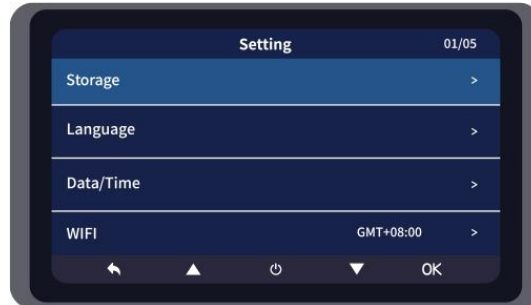 Setting 01/05
Storage >
Language >
Data/Time >
WIFI GMT+08:00 >
OK